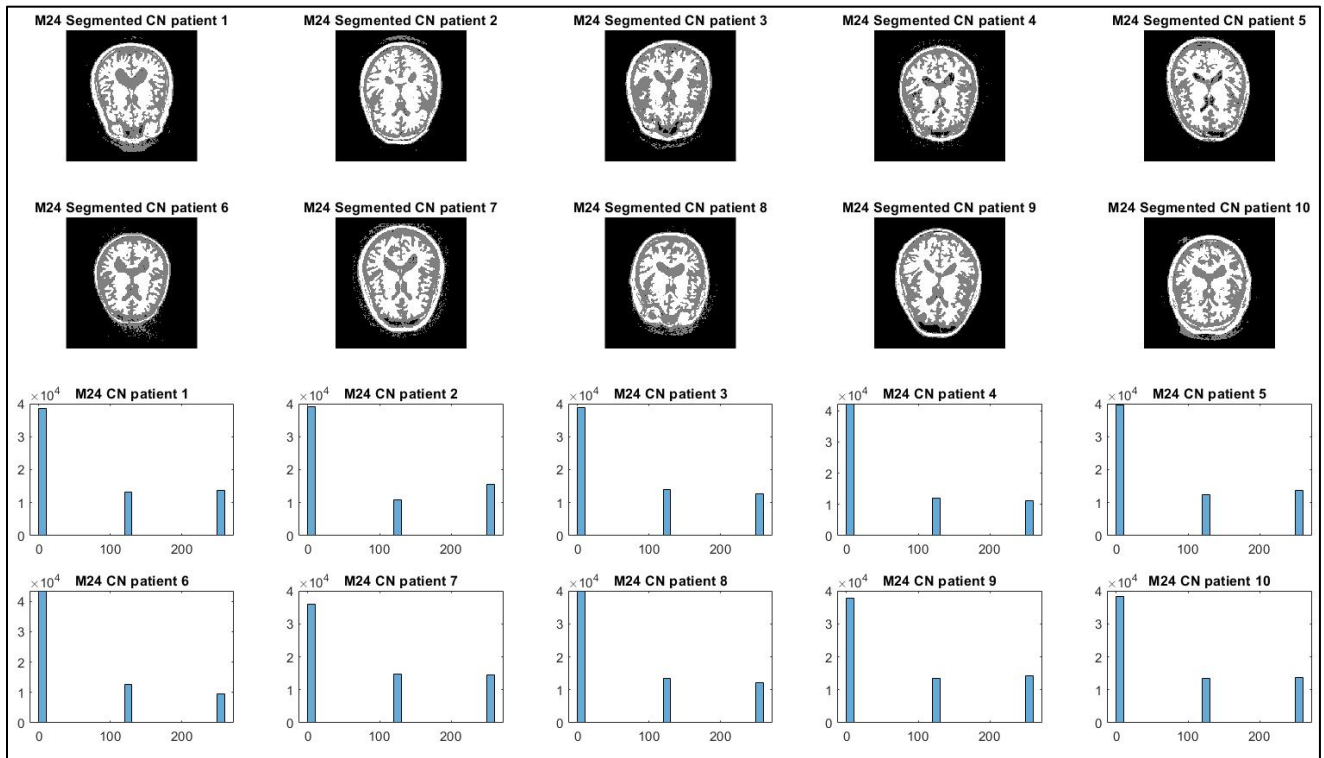 M24 Segmented CN patient 1
M24 Segmented CN patient 2
M24 Segmented CN patient 3
M24 Segmented CN patient 4
M24 Segmented CN patient 5
M24 Segmented CN patient 6
M24 Segmented CN patient 7
M24 Segmented CN patient 8
M24 Segmented CN patient 9
M24 Segmented CN patient 10
×10⁴ M24 CN patient 1
4
3
2
1
0
0 100 200
×10⁴ M24 CN patient 2
4
3
2
1
0
0 100 200
×10⁴ M24 CN patient 3
4
3
2
1
0
0 100 200
×10⁴ M24 CN patient 4
4
3
2
1
0
0 100 200
×10⁴ M24 CN patient 5
4
3
2
1
0
0 100 200
×10⁴ M24 CN patient 6
4
3
2
1
0
0 100 200
×10⁴ M24 CN patient 7
4
3
2
1
0
0 100 200
×10⁴ M24 CN patient 8
4
3
2
1
0
0 100 200
×10⁴ M24 CN patient 9
4
3
2
1
0
0 100 200
×10⁴ M24 CN patient 10
4
3
2
1
0
0 100 200